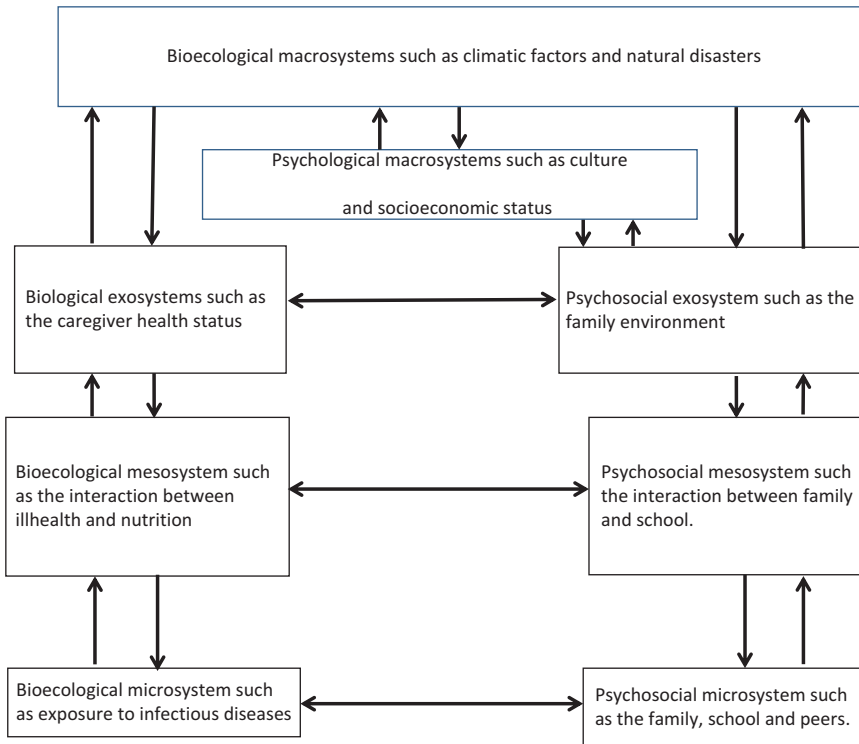 Bioecological macrosystems such as climatic factors and natural disasters
Psychological macrosystems such as culture
and socioeconomic status
Biological exosystems such as
the caregiver health status
Psychosocial exosystem such as the
family environment
Bioecological mesosystem such
as the interaction between
illhealth and nutrition
Psychosocial mesosystem such
the interaction between family
and school.
Bioecological microsystem such
as exposure to infectious diseases
Psychosocial microsystem such
as the family, school and peers.